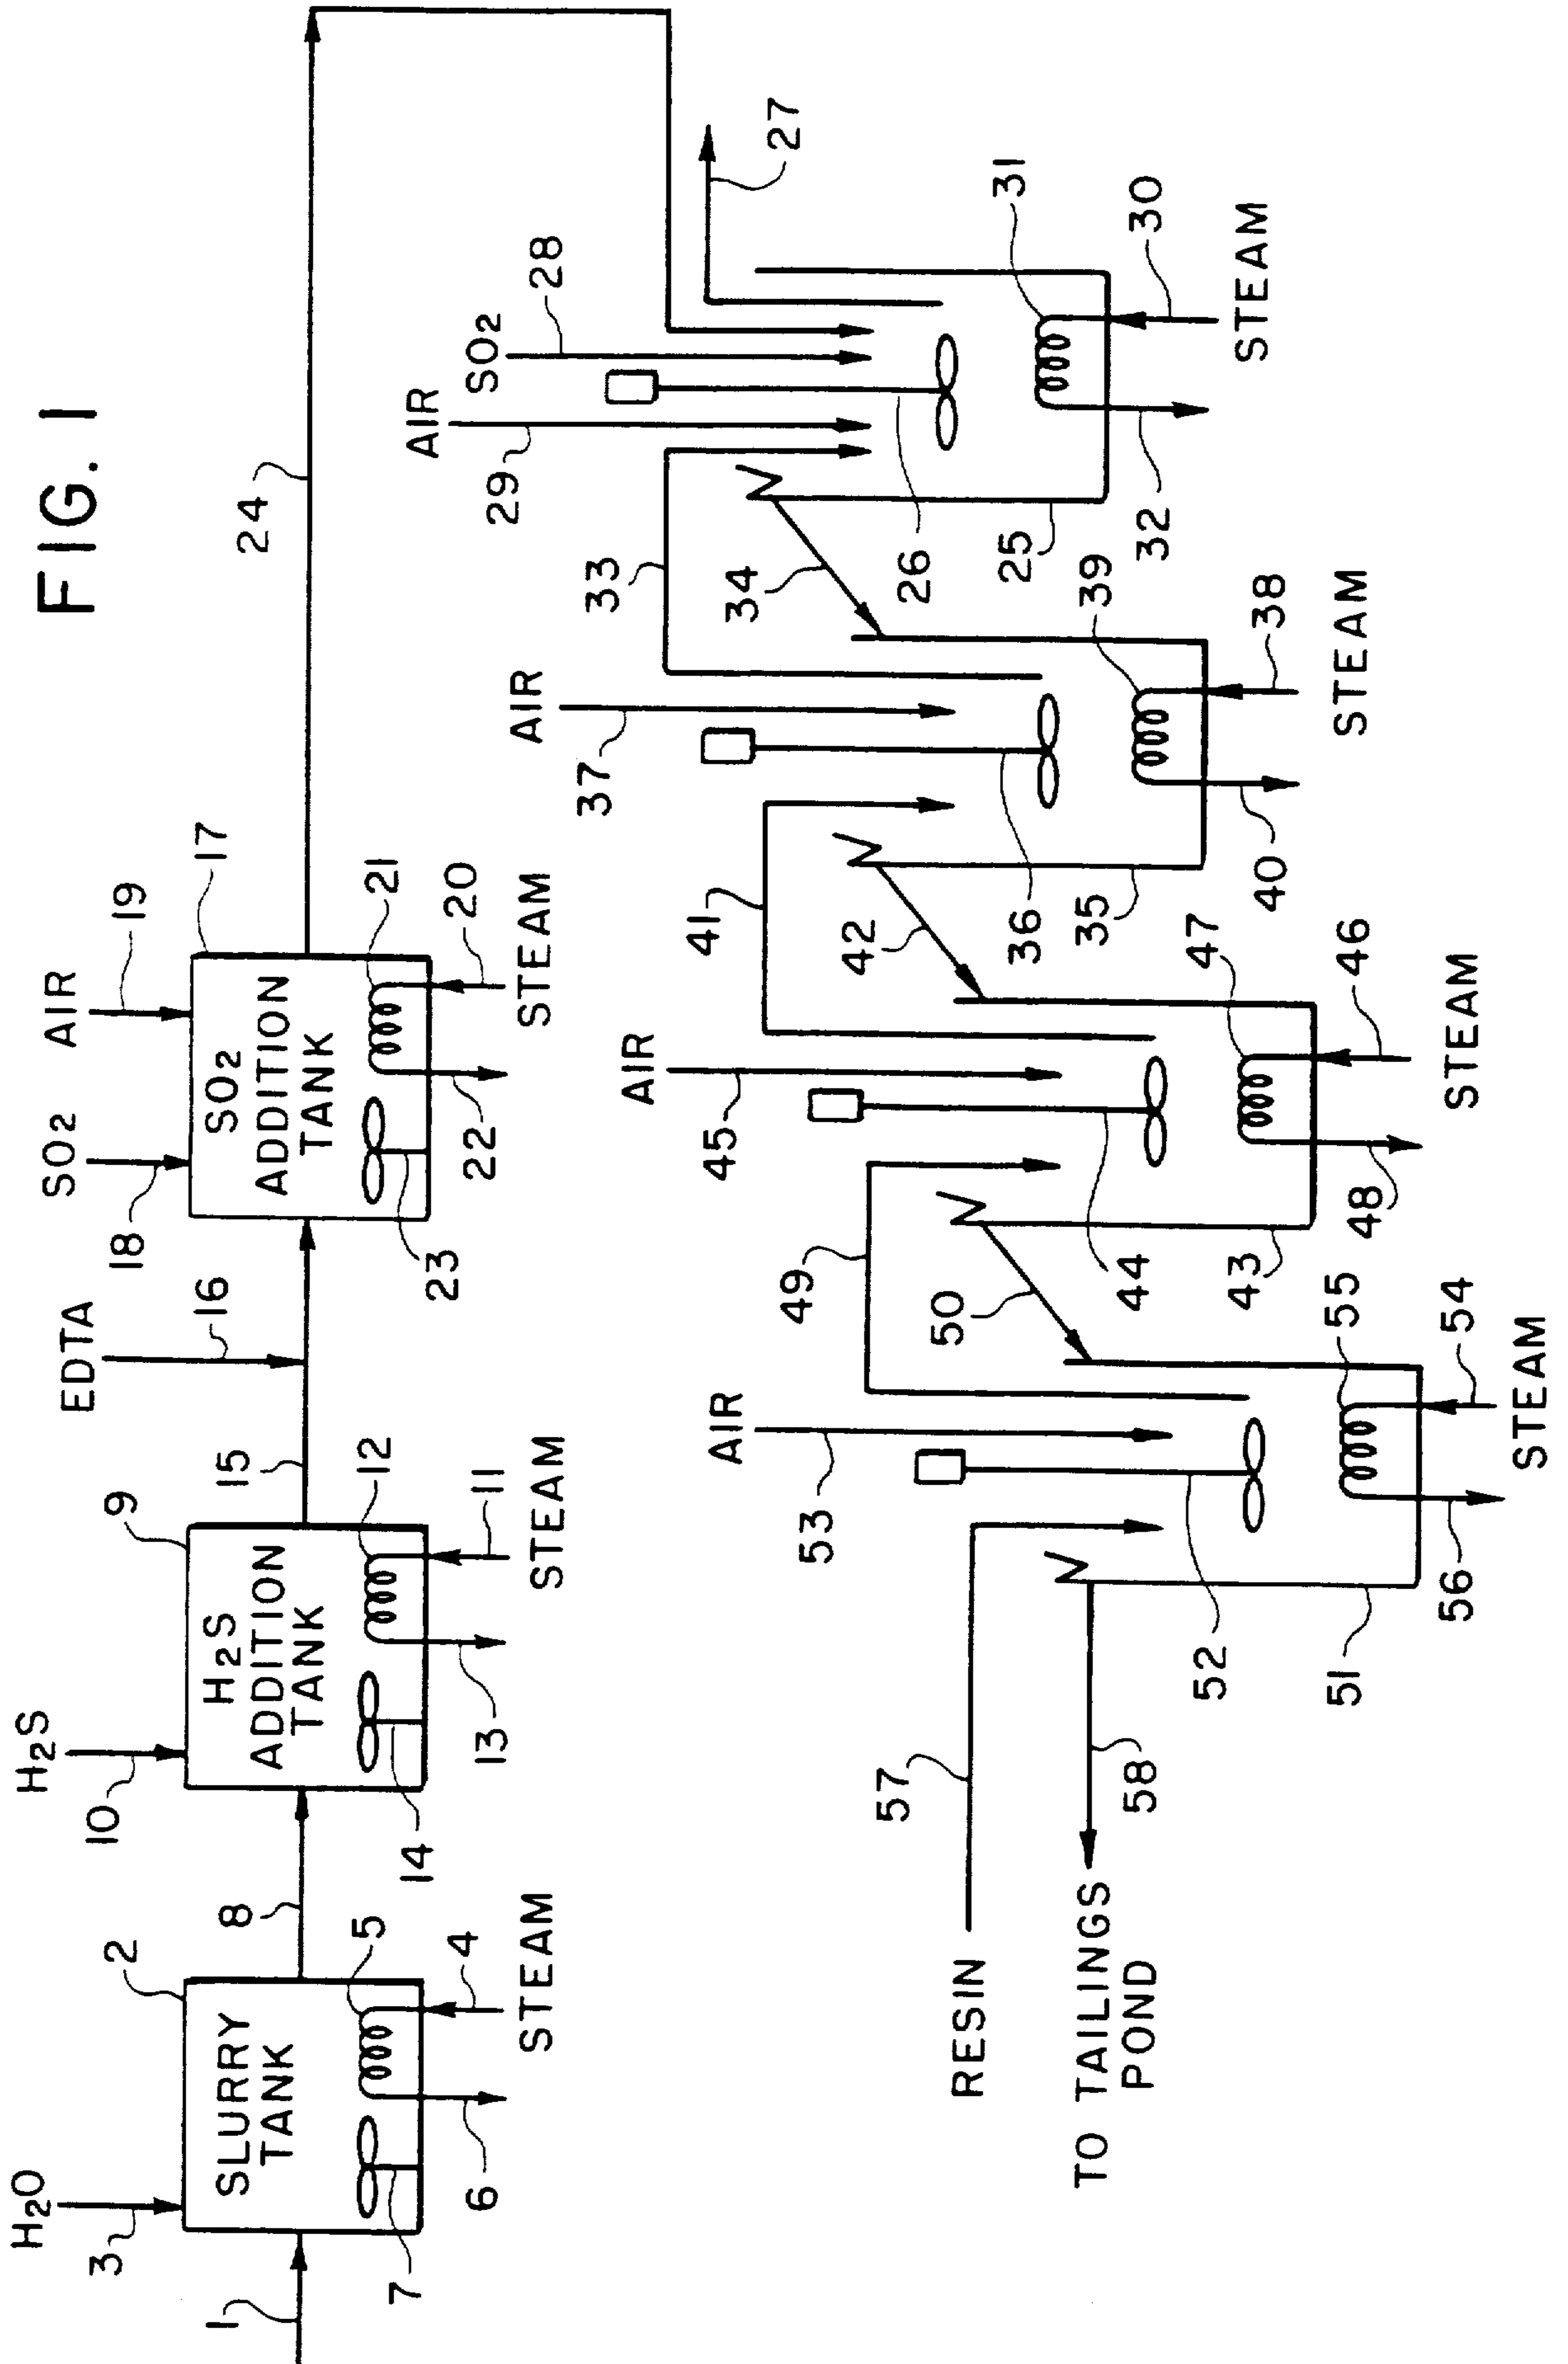 FIG. 1
H2O
3
1
SLURRY
TANK
2
5
4
STEAM
6
7
8
H2S
10
H2S
ADDITION
TANK
9
12
11
STEAM
13
14
15
EDTA
16
SO2
18
AIR
19
SO2
ADDITION
TANK
17
21
20
STEAM
22
23
24
27
SO2
28
AIR
29
31
30
STEAM
32
25
26
33
34
AIR
37
39
38
STEAM
40
35
36
41
42
AIR
45
47
46
STEAM
48
43
44
49
50
AIR
53
55
54
STEAM
56
51
52
57
RESIN
58
TO TAILINGS
POND